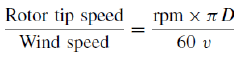 Rotor tip speed / Wind speed = rpm × π D / 60 υ